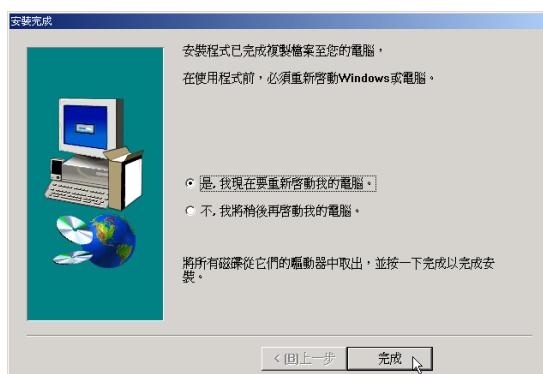 安裝完成
安裝程式已完成複製檔案至您的電腦，
在使用程式前，必須重新啓動Windows或電腦。
是, 我現在要重新啓動我的電腦。
不, 我將稍後再啓動我的電腦。
將所有磁碟從它們的驅動器中取出，並按一下完成以完成安
裝。
< (B)上一步
完成